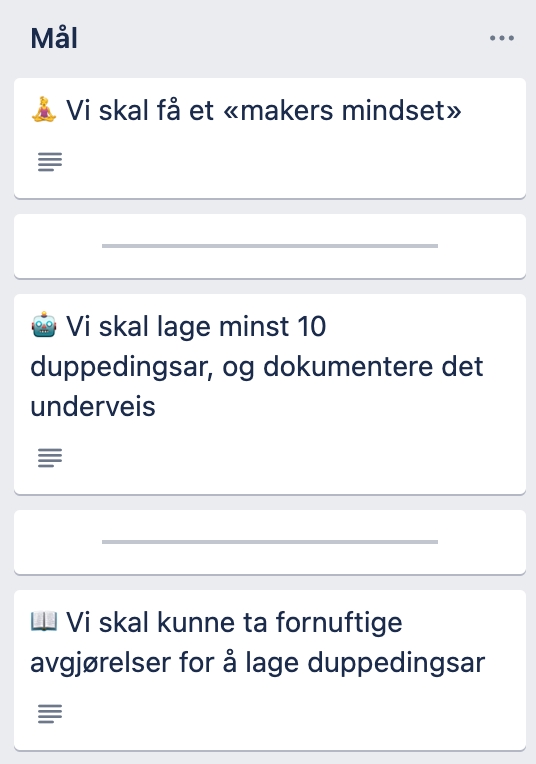 Mål
🧘‍♀️ Vi skal få et «makers mindset»
🤖 Vi skal lage minst 10
duppedingsar, og dokumentere det
underveis
📖 Vi skal kunne ta fornuftige
avgjørelser for å lage duppedingsar